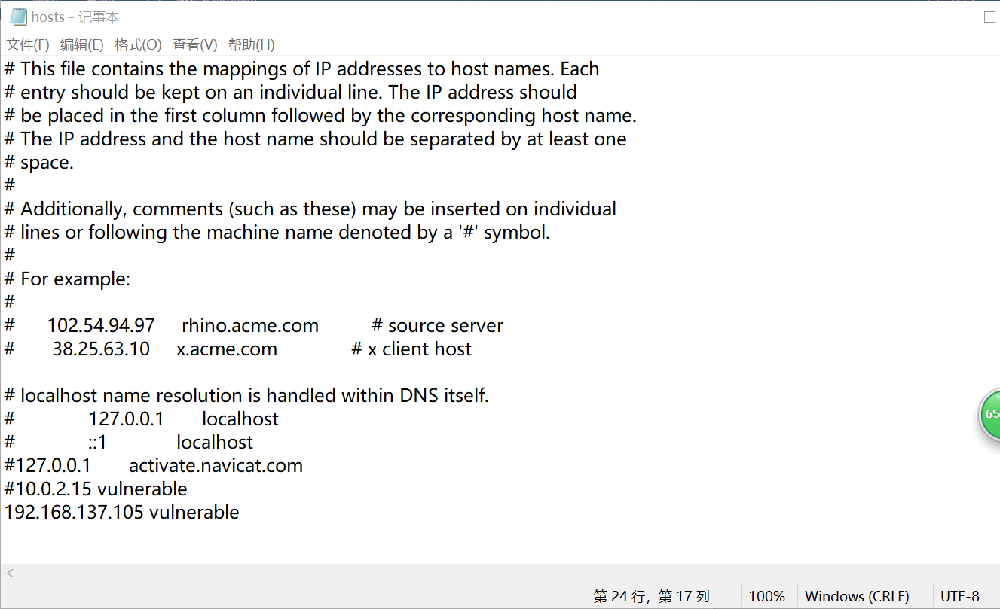 hosts - 记事本
文件(F) 编辑(E) 格式(O) 查看(V) 帮助(H)
# This file contains the mappings of IP addresses to host names. Each
# entry should be kept on an individual line. The IP address should
# be placed in the first column followed by the corresponding host name.
# The IP address and the host name should be separated by at least one
# space.
#
# Additionally, comments (such as these) may be inserted on individual
# lines or following the machine name denoted by a '#' symbol.
#
# For example:
#
# 102.54.94.97 rhino.acme.com # source server
# 38.25.63.10 x.acme.com # x client host
# localhost name resolution is handled within DNS itself.
# 127.0.0.1 localhost
# ::1 localhost
#127.0.0.1 activate.navicat.com
#10.0.2.15 vulnerable
192.168.137.105 vulnerable
65
第 24 行，第 17 列 100% Windows (CRLF) UTF-8